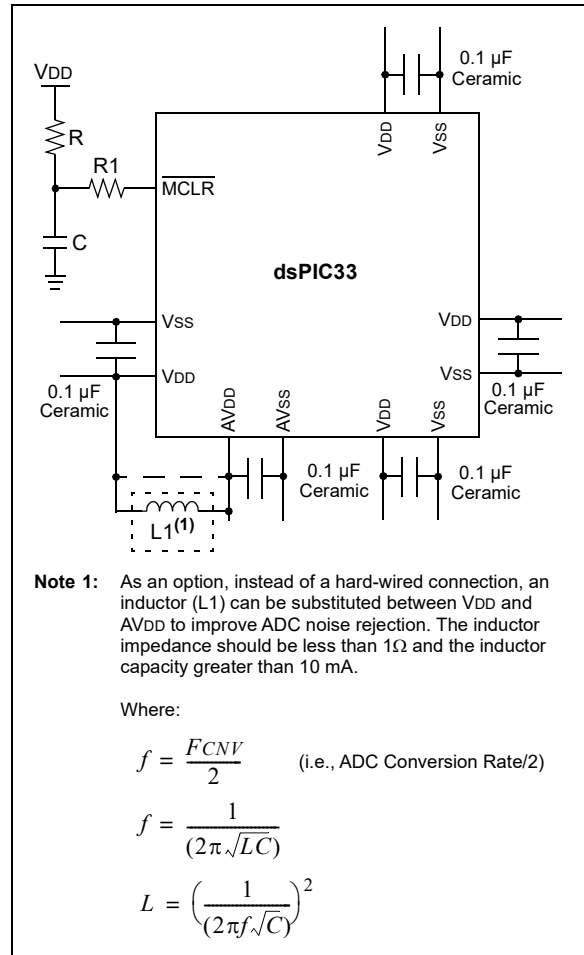 VDD
R
R1
C
MCLR
dsPIC33
0.1 µF
Ceramic
VDD
VSS
VSS
VDD
0.1 µF
Ceramic
VDD
VSS
0.1 µF
Ceramic
AVDD
AVSS
VDD
VSS
0.1 µF
Ceramic
0.1 µF
Ceramic
L1(1)
Note 1: As an option, instead of a hard-wired connection, an
inductor (L1) can be substituted between VDD and
AVDD to improve ADC noise rejection. The inductor
impedance should be less than 1Ω and the inductor
capacity greater than 10 mA.
Where:
f = FCNV / 2 (i.e., ADC Conversion Rate/2)
f = 1 / (2π√LC)
L = (1 / (2πf√C))²